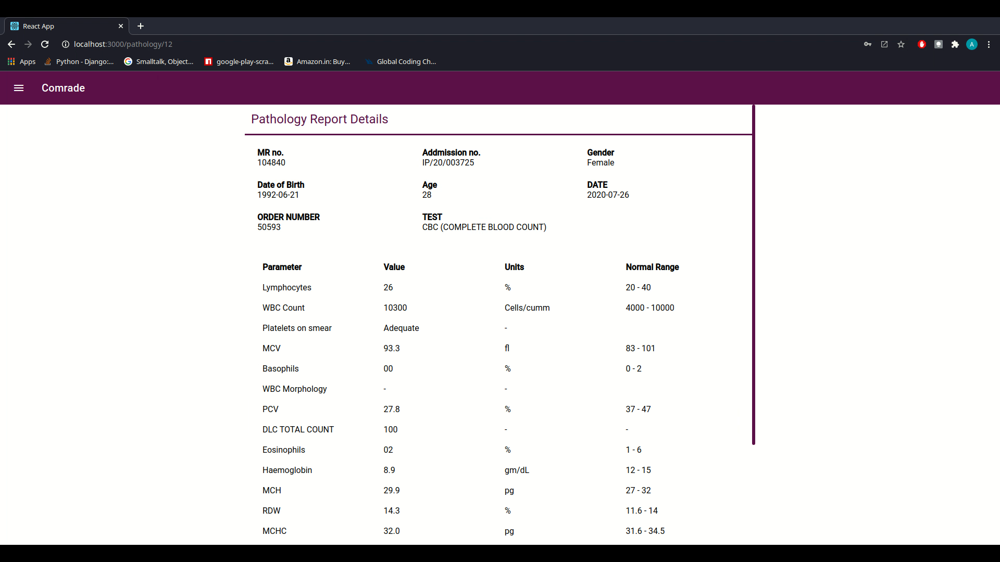 React App
localhost:3000/pathology/12
A
Apps
Python - Django:...
Smalltalk, Object...
google-play-scra...
Amazon.in: Buy...
Global Coding Ch...
Comrade
Pathology Report Details
MR no. Addmission no. Gender
104840 IP/20/003725 Female
Date of Birth Age DATE
1992-06-21 28 2020-07-26
ORDER NUMBER TEST
50593 CBC (COMPLETE BLOOD COUNT)
Parameter Value Units Normal Range
Lymphocytes 26 % 20 - 40
WBC Count 10300 Cells/cumm 4000 - 10000
Platelets on smear Adequate -
MCV 93.3 fl 83 - 101
Basophils 00 % 0 - 2
WBC Morphology - -
PCV 27.8 % 37 - 47
DLC TOTAL COUNT 100 - -
Eosinophils 02 % 1 - 6
Haemoglobin 8.9 gm/dL 12 - 15
MCH 29.9 pg 27 - 32
RDW 14.3 % 11.6 - 14
MCHC 32.0 pg 31.6 - 34.5